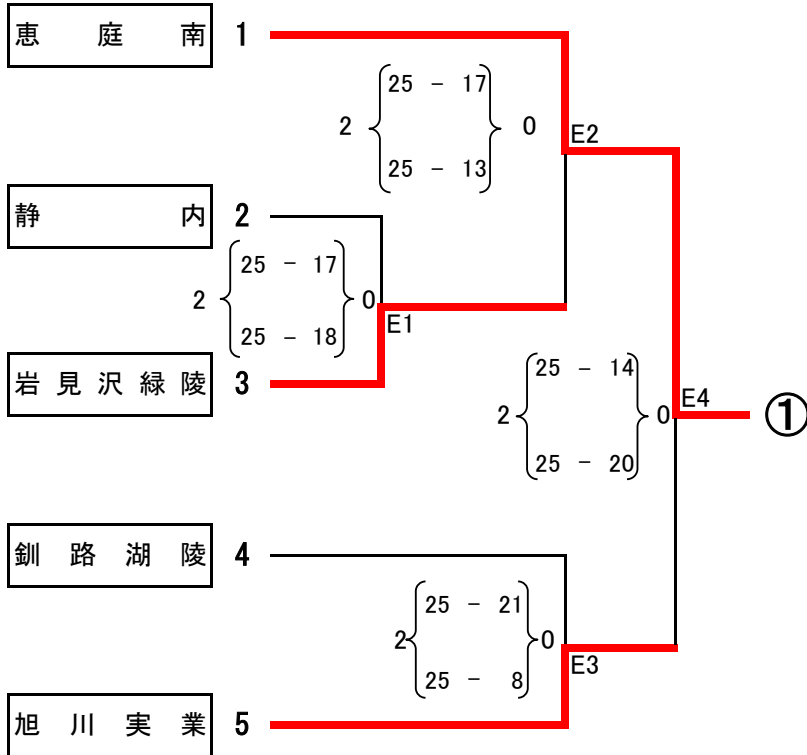 恵庭南 1
25 - 17
2 0
E2
25 - 13
静内 2
25 - 17
2 0
E1
25 - 18
岩見沢緑陵 3
25 - 14
E4
2 0 ①
25 - 20
釧路湖陵 4
25 - 21
2 0
E3
25 - 8
旭川実業 5